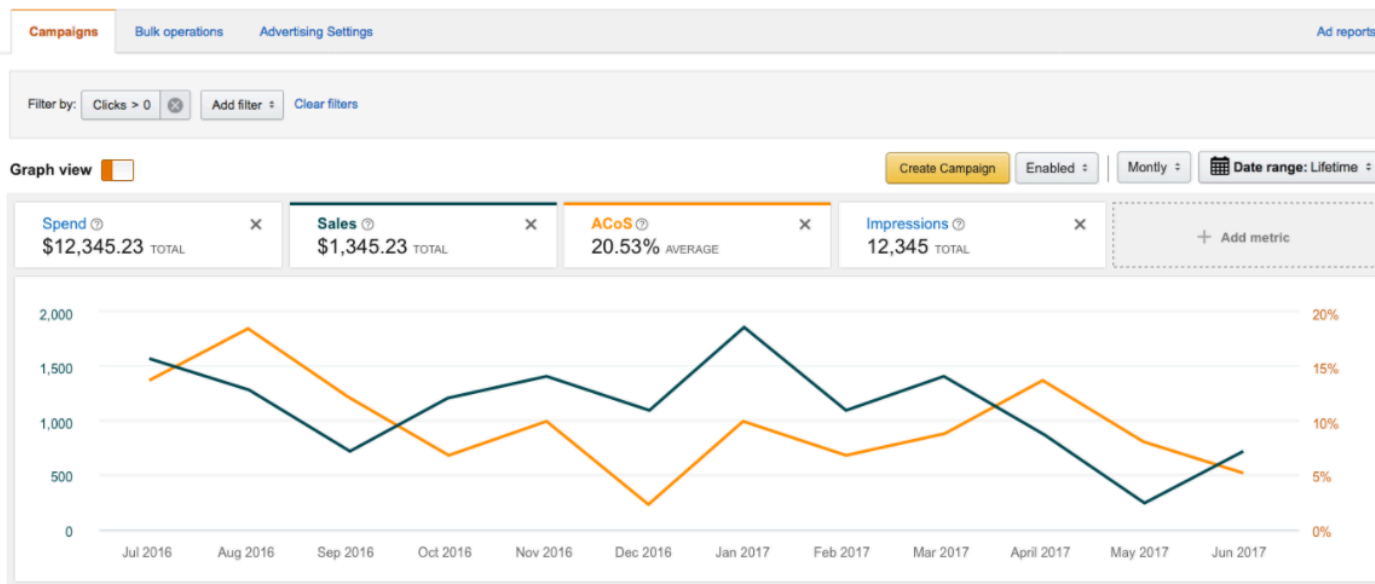 Campaigns Bulk operations Advertising Settings Ad reports
Filter by: Clicks > 0 Add filter Clear filters
Graph view Create Campaign Enabled Montly Date range: Lifetime
Spend Sales ACoS Impressions
$12,345.23 TOTAL $1,345.23 TOTAL 20.53% AVERAGE 12,345 TOTAL + Add metric
2,000 20%
1,500 15%
1,000 10%
500 5%
0 0%
Jul 2016 Aug 2016 Sep 2016 Oct 2016 Nov 2016 Dec 2016 Jan 2017 Feb 2017 Mar 2017 April 2017 May 2017 Jun 2017